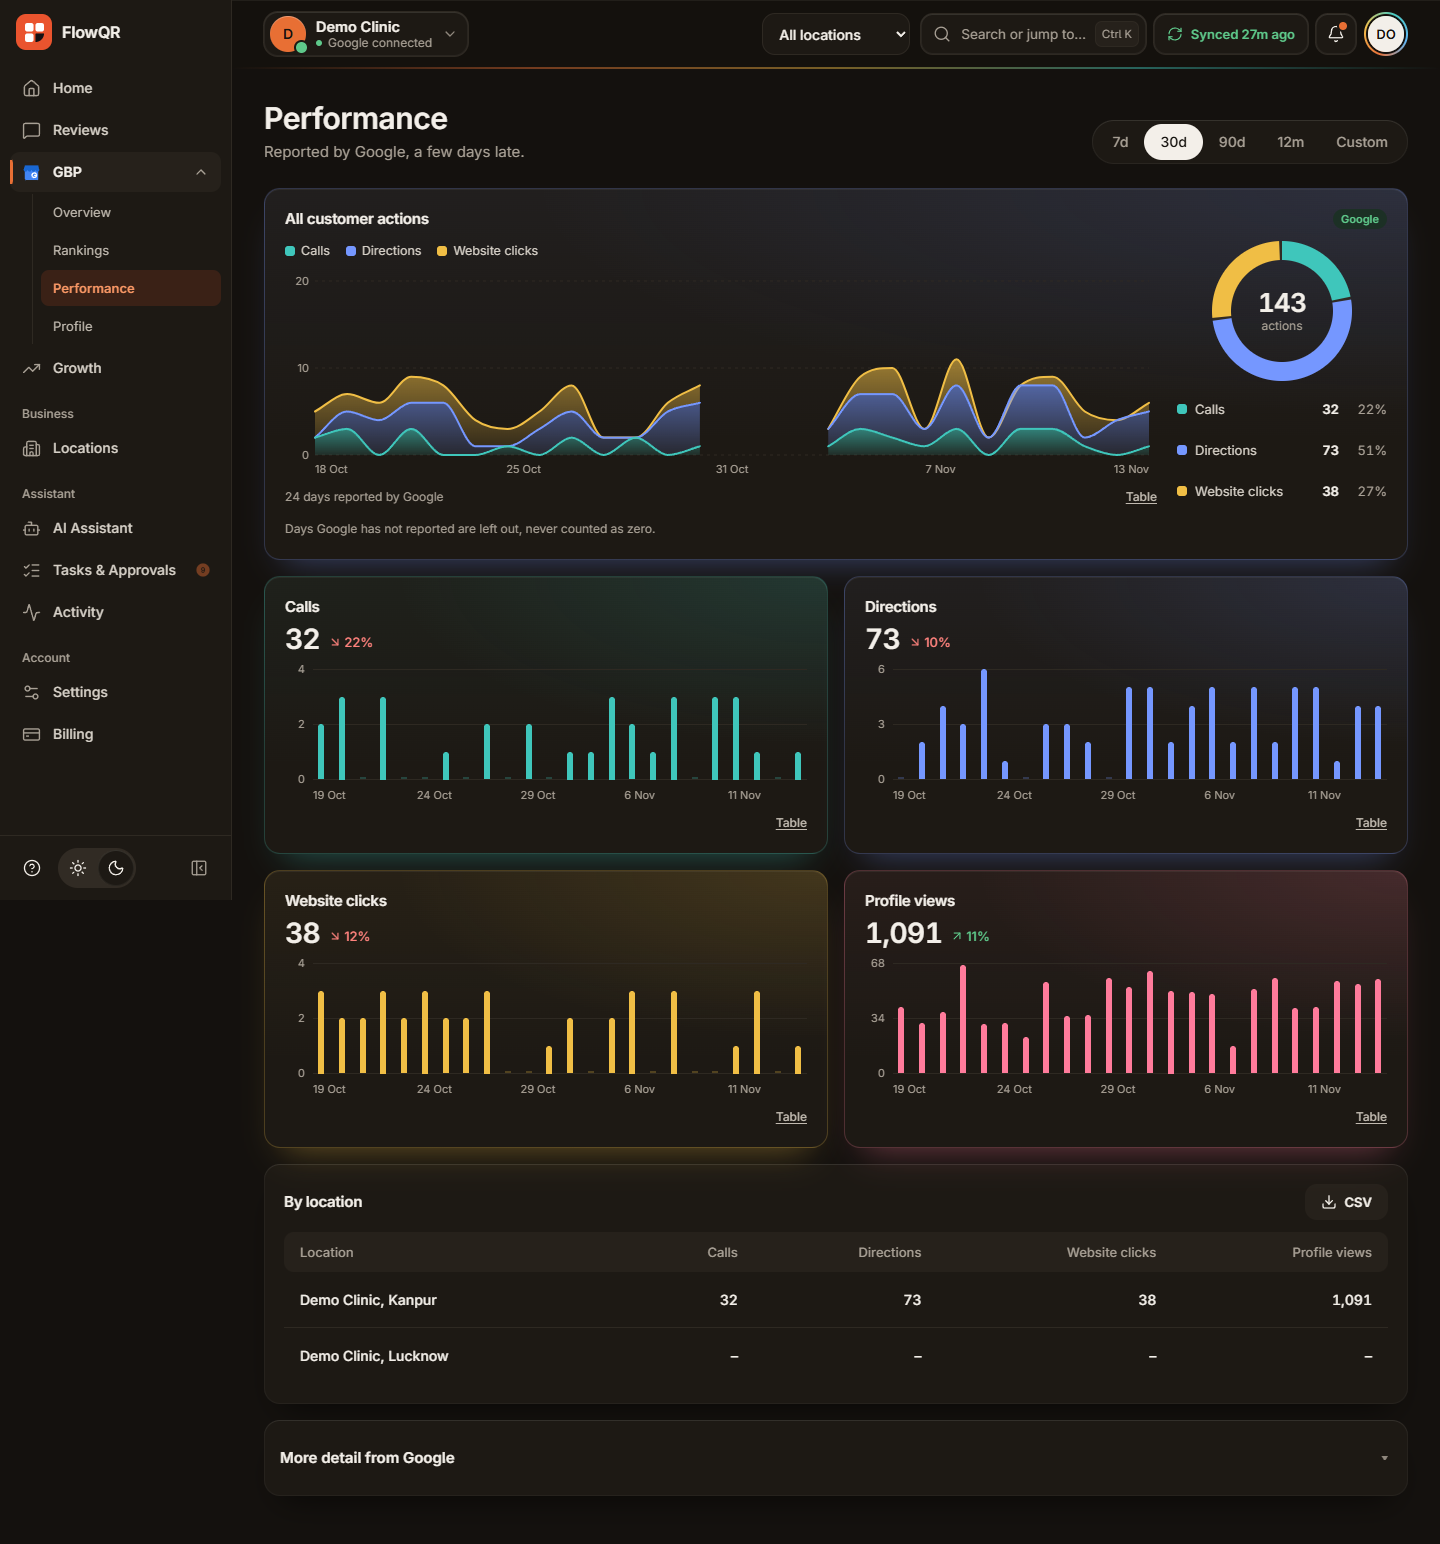 FlowQR
Demo Clinic
D
Google connected
All locations
Search or jump to...
Ctrl K
Synced 27m ago
DO
Home
Reviews
GBP
Overview
Rankings
Performance
Profile
Growth
Business
Locations
Assistant
AI Assistant
Tasks & Approvals
Activity
Account
Settings
Billing
Performance
Reported by Google, a few days late.
7d 30d 90d 12m Custom
All customer actions
Google
Calls Directions Website clicks
20
10
0
18 Oct 25 Oct 31 Oct 7 Nov 13 Nov
24 days reported by Google
Table
Days Google has not reported are left out, never counted as zero.
143
actions
Calls 32 22%
Directions 73 51%
Website clicks 38 27%
Calls
32 22%
4
2
0
19 Oct 24 Oct 29 Oct 6 Nov 11 Nov
Table
Directions
73 10%
6
3
0
19 Oct 24 Oct 29 Oct 6 Nov 11 Nov
Table
Website clicks
38 12%
4
2
0
19 Oct 24 Oct 29 Oct 6 Nov 11 Nov
Table
Profile views
1,091 11%
68
34
0
19 Oct 24 Oct 29 Oct 6 Nov 11 Nov
Table
By location
CSV
Location Calls Directions Website clicks Profile views
Demo Clinic, Kanpur 32 73 38 1,091
Demo Clinic, Lucknow – – – –
More detail from Google